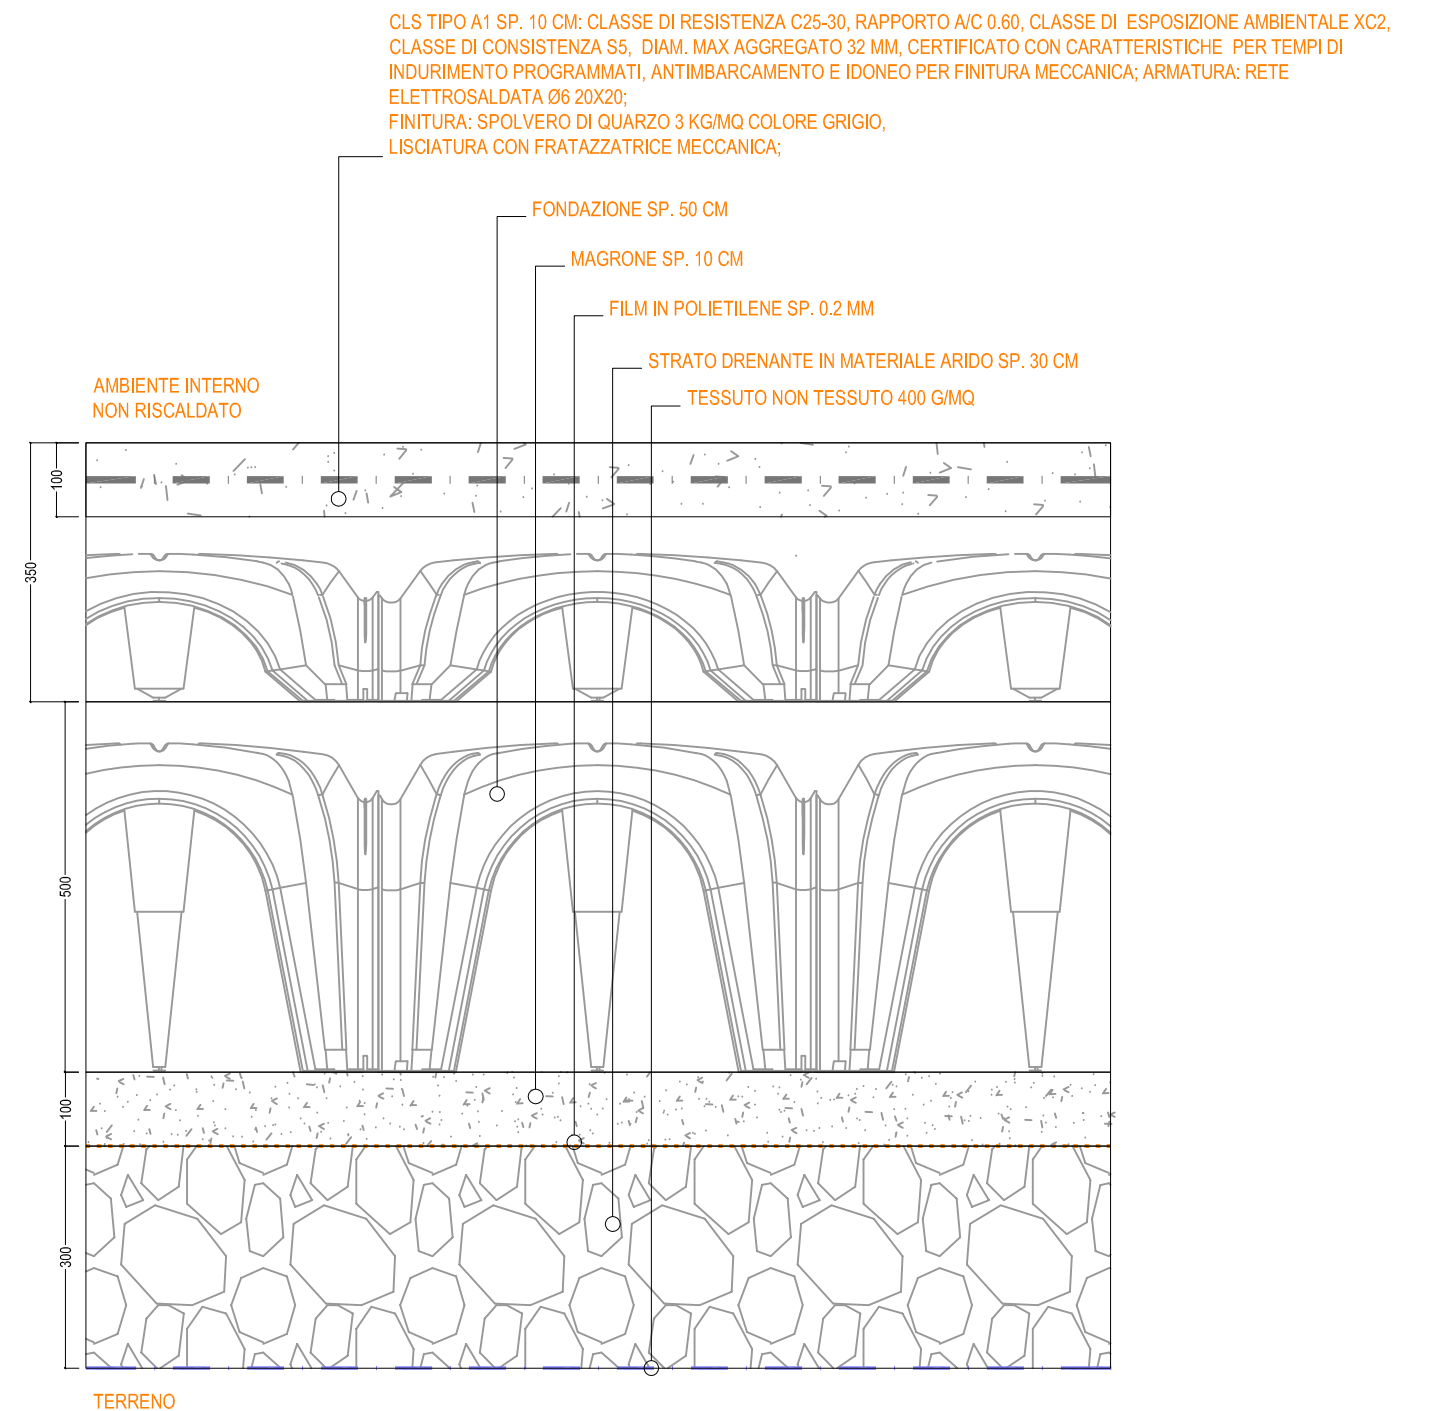 CLS TIPO A1 SP. 10 CM: CLASSE DI RESISTENZA C25-30, RAPPORTO A/C 0.60, CLASSE DI ESPOSIZIONE AMBIENTALE XC2,
CLASSE DI CONSISTENZA S5, DIAM. MAX AGGREGATO 32 MM, CERTIFICATO CON CARATTERISTICHE PER TEMPI DI
INDURIMENTO PROGRAMMATI, ANTIMBARCAMENTO E IDONEO PER FINITURA MECCANICA; ARMATURA: RETE
ELETTROSALDATA Ø6 20X20;
FINITURA: SPOLVERO DI QUARZO 3 KG/MQ COLORE GRIGIO,
LISCIATURA CON FRATAZZATRICE MECCANICA;
FONDAZIONE SP. 50 CM
MAGRONE SP. 10 CM
FILM IN POLIETILENE SP. 0.2 MM
STRATO DRENANTE IN MATERIALE ARIDO SP. 30 CM
TESSUTO NON TESSUTO 400 G/MQ
AMBIENTE INTERNO
NON RISCALDATO
100
350
500
100
300
TERRENO